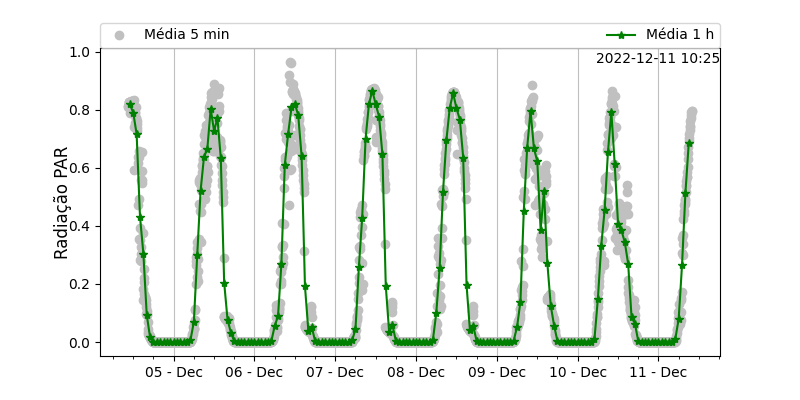 Média 5 min
Média 1 h
2022-12-11 10:25
Radiação PAR
1.0
0.8
0.6
0.4
0.2
0.0
05 - Dec
06 - Dec
07 - Dec
08 - Dec
09 - Dec
10 - Dec
11 - Dec